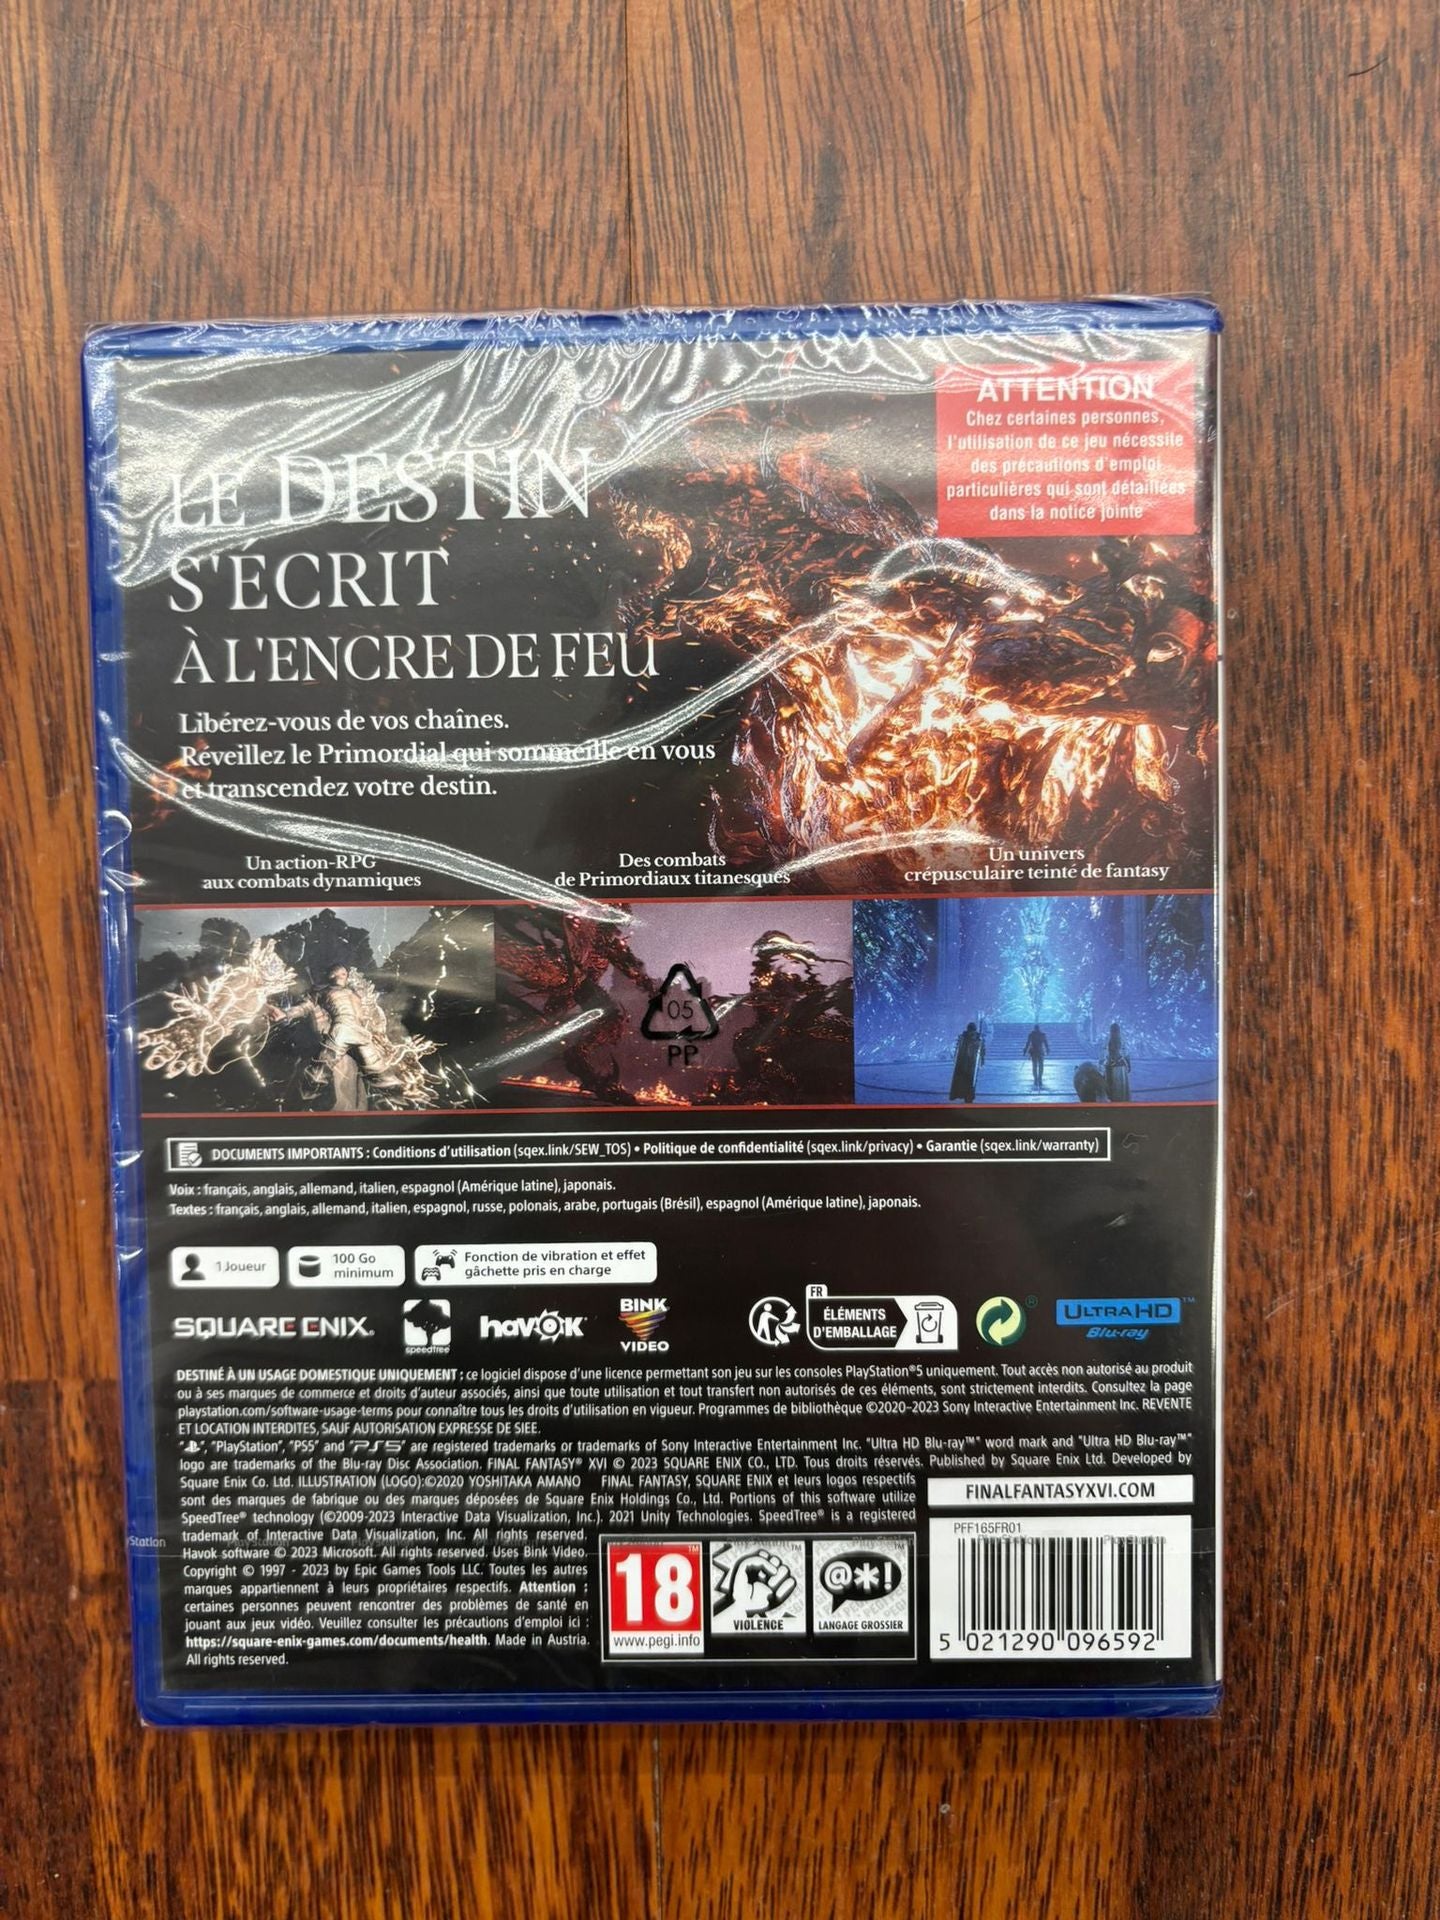 ATTENTION
Chez certaines personnes,
l'utilisation de ce jeu nécessite
des précautions d'emploi
particulières qui sont détaillées
dans la notice jointe
LE DESTIN
S'ÉCRIT
À L'ENCRE DE FEU
Libérez-vous de vos chaînes.
Réveillez le Primordial qui sommeille en vous
et transcendez votre destin.
Un action-RPG
aux combats dynamiques
Des combats
de Primordiaux titanesques
Un univers
crépusculaire teinté de fantasy
05
PP
DOCUMENTS IMPORTANTS : Conditions d'utilisation (sqex.link/SEW_TOS) • Politique de confidentialité (sqex.link/privacy) • Garantie (sqex.link/warranty)
Voix : français, anglais, allemand, italien, espagnol (Amérique latine), japonais.
Textes : français, anglais, allemand, italien, espagnol, russe, polonais, arabe, portugais (Brésil), espagnol (Amérique latine), japonais.
1 Joueur
100 Go
minimum
Fonction de vibration et effet
gâchette pris en charge
SQUARE ENIX.
speedtree
havok
BINK
VIDEO
FR
ÉLÉMENTS
D'EMBALLAGE
®
ULTRA HD™
Blu-ray
DESTINÉ À UN USAGE DOMESTIQUE UNIQUEMENT : ce logiciel dispose d'une licence permettant son jeu sur les consoles PlayStation®5 uniquement. Tout accès non autorisé au produit
ou à ses marques de commerce et droits d'auteur associés, ainsi que toute utilisation et tout transfert non autorisés de ces éléments, sont strictement interdits. Consultez la page
playstation.com/software-usage-terms pour connaître tous les droits d'utilisation en vigueur. Programmes de bibliothèque ©2020–2023 Sony Interactive Entertainment Inc. REVENTE
ET LOCATION INTERDITES, SAUF AUTORISATION EXPRESSE DE SIEE.
" ", "PlayStation", "PS5" and "PS5" are registered trademarks or trademarks of Sony Interactive Entertainment Inc. "Ultra HD Blu-ray™" word mark and "Ultra HD Blu-ray™"
logo are trademarks of the Blu-ray Disc Association. FINAL FANTASY® XVI © 2023 SQUARE ENIX CO., LTD. Tous droits réservés. Published by Square Enix Ltd. Developed by
Square Enix Co. Ltd. ILLUSTRATION (LOGO):©2020 YOSHITAKA AMANO FINAL FANTASY, SQUARE ENIX et leurs logos respectifs
sont des marques de fabrique ou des marques déposées de Square Enix Holdings Co., Ltd. Portions of this software utilize
SpeedTree® technology (©2009-2023 Interactive Data Visualization, Inc.). 2021 Unity Technologies. SpeedTree® is a registered
trademark of Interactive Data Visualization, Inc. All rights reserved.
Havok software © 2023 Microsoft. All rights reserved. Uses Bink Video.
Copyright © 1997 - 2023 by Epic Games Tools LLC. Toutes les autres
marques appartiennent à leurs propriétaires respectifs. Attention :
certaines personnes peuvent rencontrer des problèmes de santé en
jouant aux jeux vidéo. Veuillez consulter les précautions d'emploi ici :
https://square-enix-games.com/documents/health. Made in Austria.
All rights reserved.
FINALFANTASYXVI.COM
18
www.pegi.info
VIOLENCE
@*!
LANGAGE GROSSIER
PFF165FR01
5 021290 096592